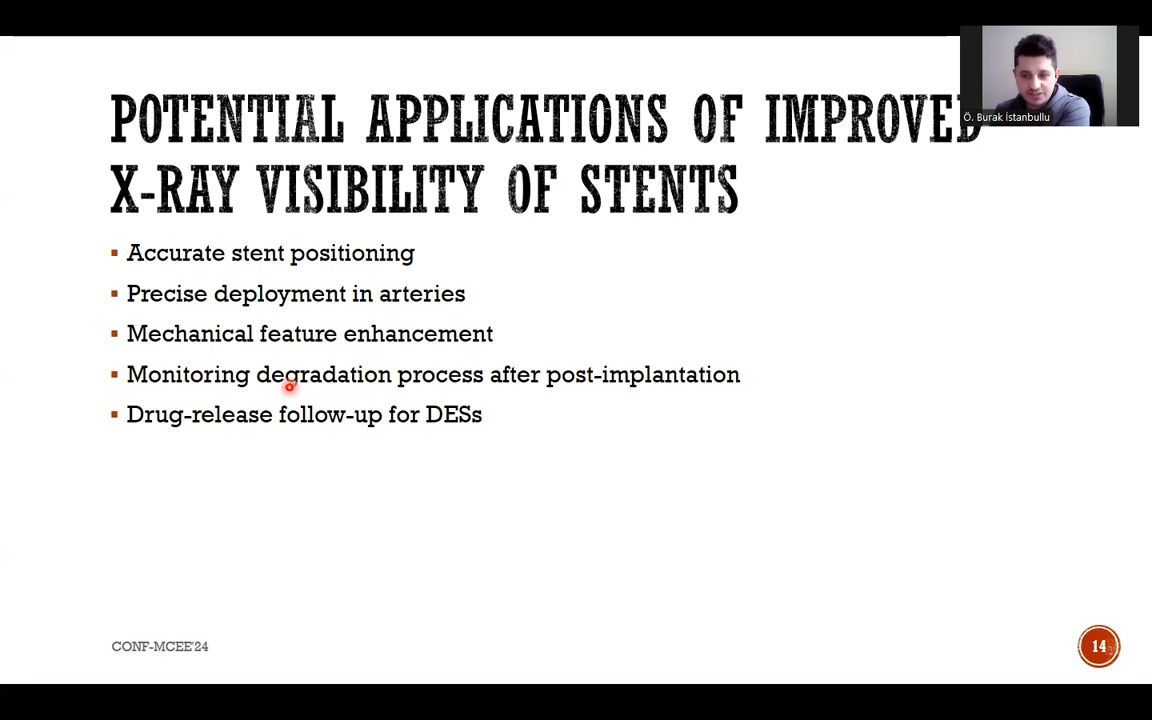 POTENTIAL APPLICATIONS OF IMPROVED
X-RAY VISIBILITY OF STENTS
Ö. Burak İstanbullu
▪ Accurate stent positioning
▪ Precise deployment in arteries
▪ Mechanical feature enhancement
▪ Monitoring degradation process after post-implantation
▪ Drug-release follow-up for DESs
CONF-MCEE'24
14